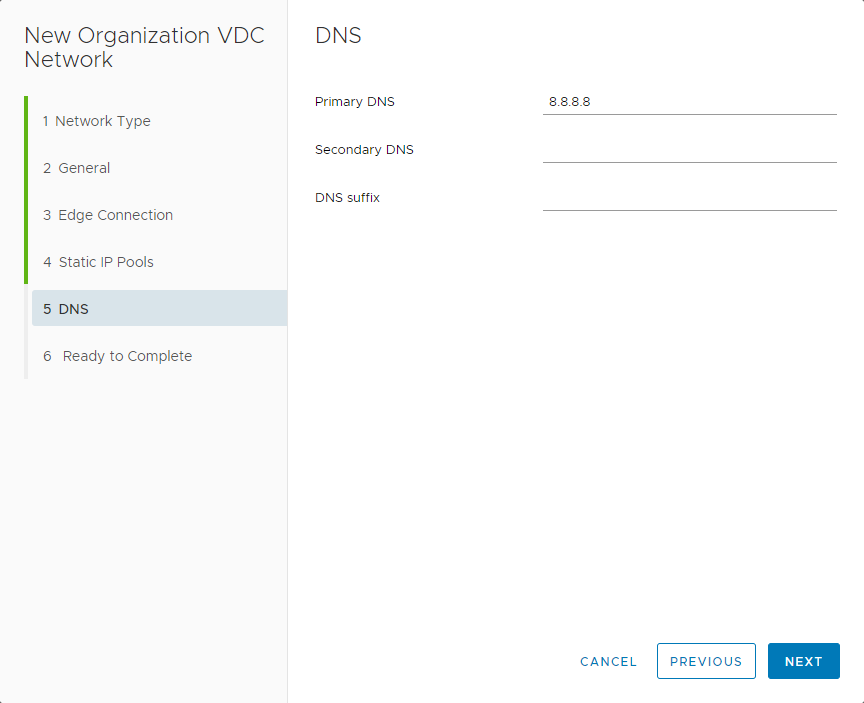 New Organization VDC
Network
1 Network Type
2 General
3 Edge Connection
4 Static IP Pools
5 DNS
6 Ready to Complete
DNS
Primary DNS 8.8.8.8
Secondary DNS
DNS suffix
CANCEL PREVIOUS NEXT